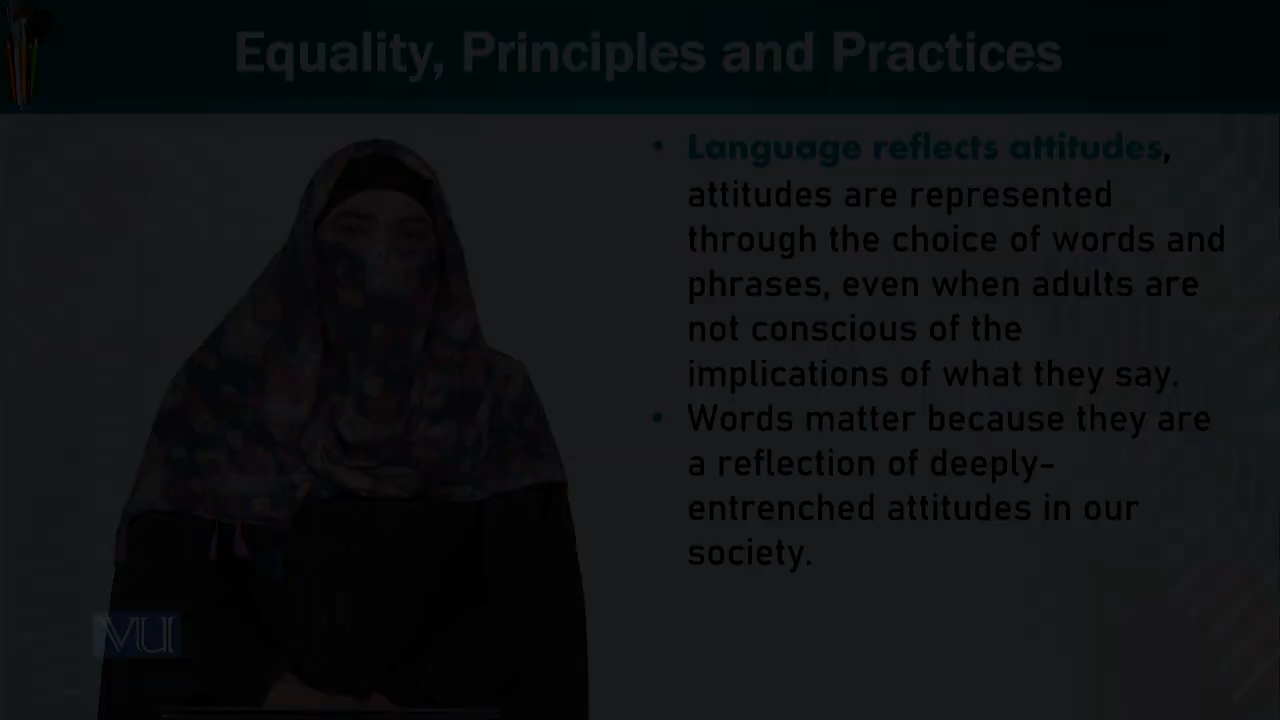 Equality, Principles and Practices
• Language reflects attitudes,
attitudes are represented
through the choice of words and
phrases, even when adults are
not conscious of the
implications of what they say.
• Words matter because they are
a reflection of deeply-
entrenched attitudes in our
society.
VU